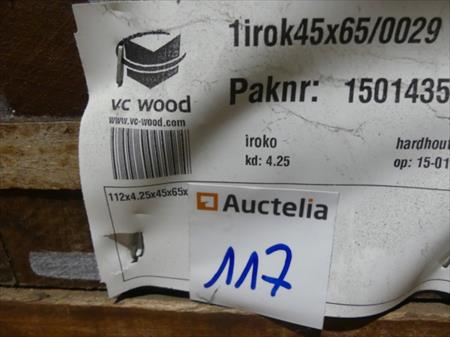 1irok45x65/0029
vc wood
www.vc-wood.com
Paknr: 1501435
iroko hardhout
kd: 4.25 op: 15-01
112x4.25x45x65x
Auctelia
117